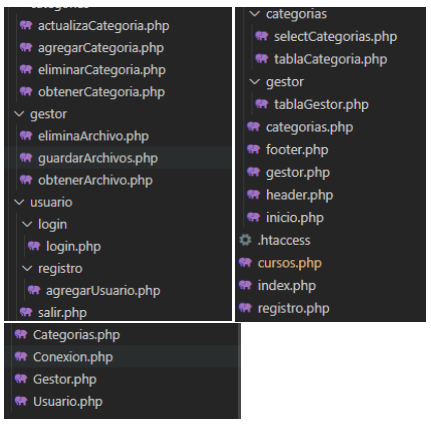 categorias
actualizaCategoria.php
agregarCategoria.php
eliminarCategoria.php
obtenerCategoria.php
gestor
eliminaArchivo.php
guardarArchivos.php
obtenerArchivo.php
usuario
login
login.php
registro
agregarUsuario.php
salir.php
categorias
selectCategorias.php
tablaCategoria.php
gestor
tablaGestor.php
categorias.php
footer.php
gestor.php
header.php
inicio.php
.htaccess
cursos.php
index.php
registro.php
Categorias.php
Conexion.php
Gestor.php
Usuario.php